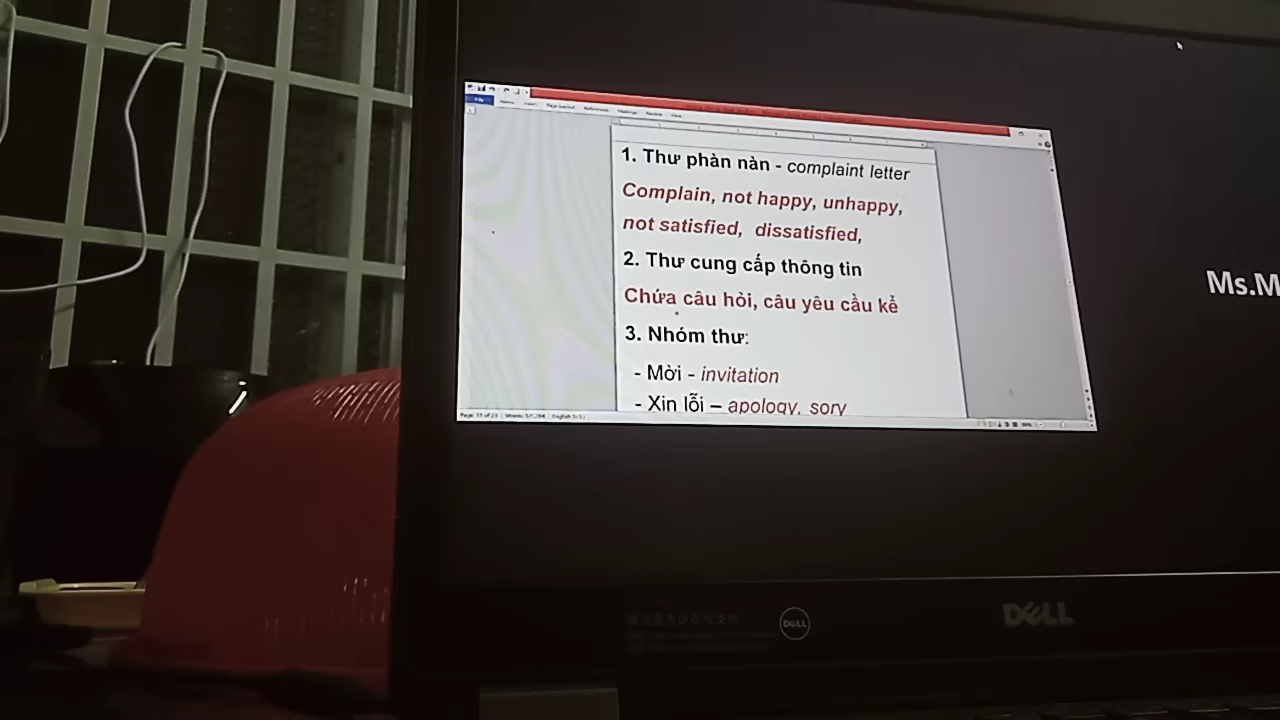 1. Thư phàn nàn - complaint letter
Complain, not happy, unhappy,
not satisfied, dissatisfied,
2. Thư cung cấp thông tin
Chứa câu hỏi, câu yêu cầu kể
3. Nhóm thư:
- Mời - invitation
- Xin lỗi – apology, sory
Ms.M
DELL
DELL